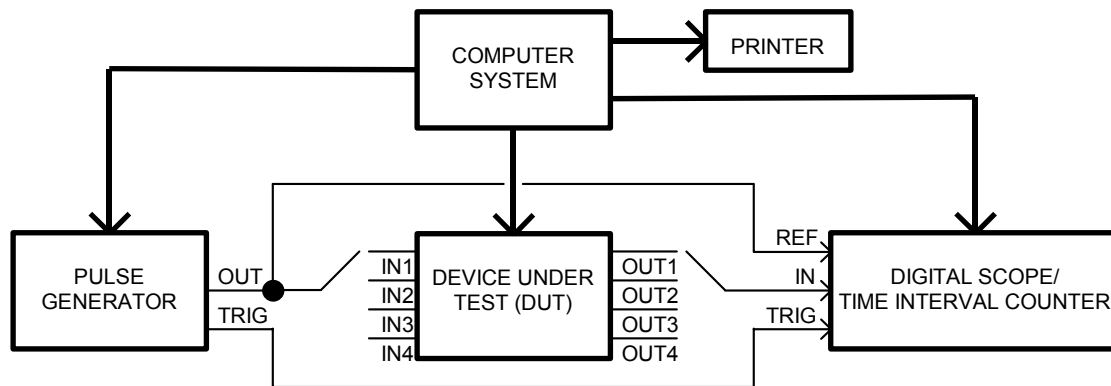 COMPUTER
SYSTEM
PRINTER
PULSE
GENERATOR
OUT
TRIG
IN1
IN2
IN3
IN4
DEVICE UNDER
TEST (DUT)
OUT1
OUT2
OUT3
OUT4
REF
IN
TRIG
DIGITAL SCOPE/
TIME INTERVAL COUNTER